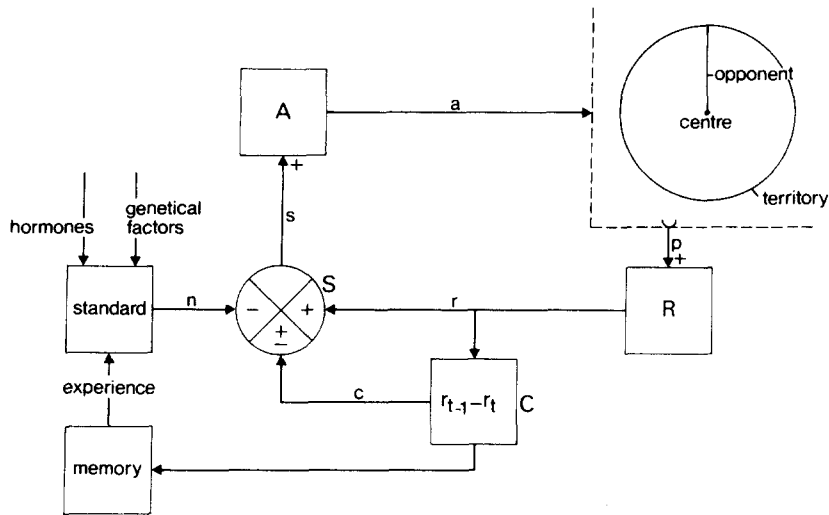 A
a
opponent
centre
territory
hormones
genetical
factors
s
+
p
+
standard
n
S
−
+
±
r
R
experience
c
r_{t-1}−r_t
C
memory